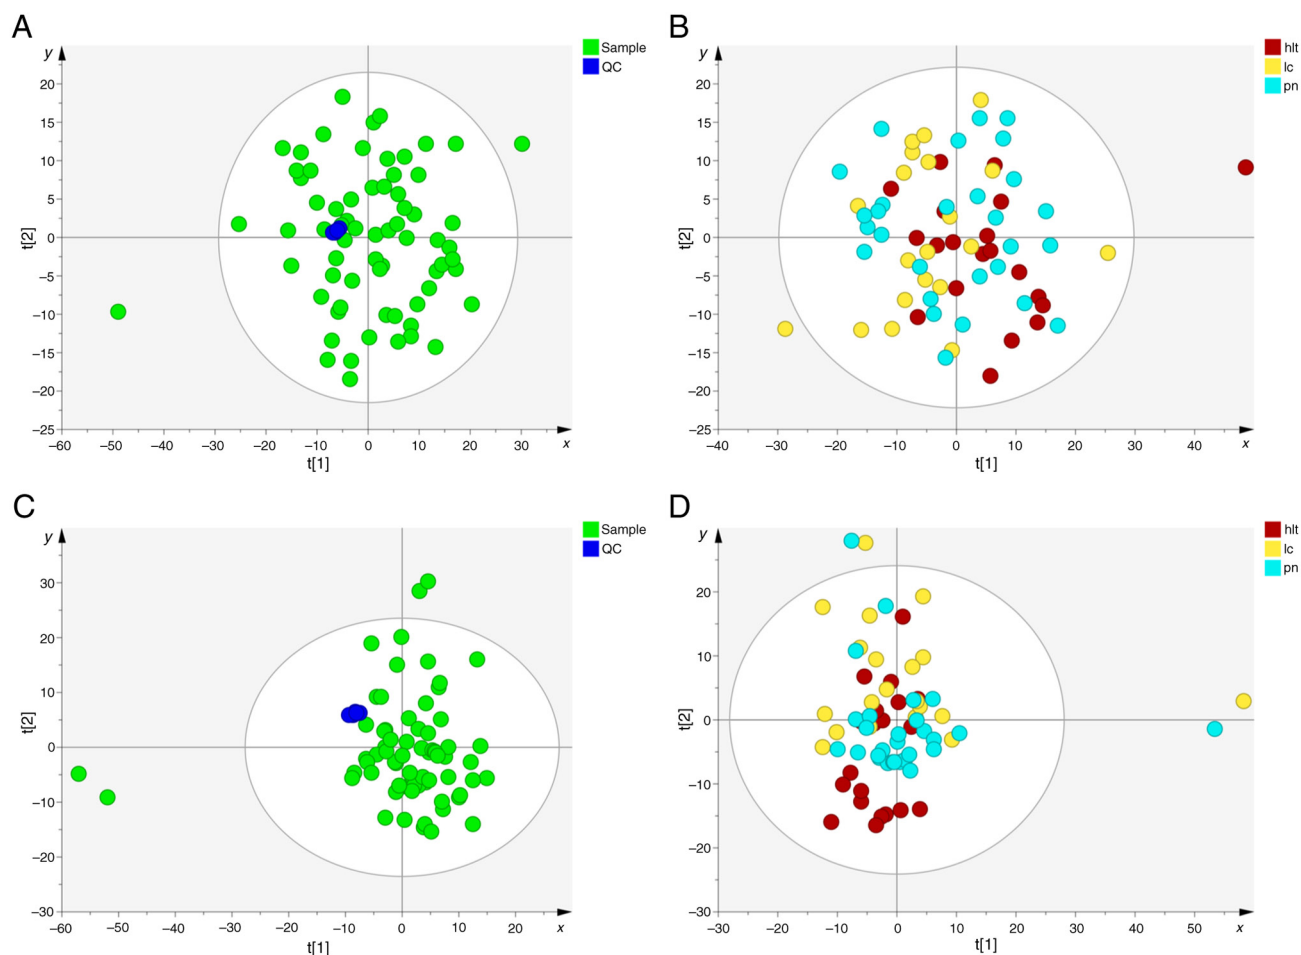 A
y
20
15
10
5
0
−5
−10
−15
−20
−25
t[2]
−60 −50 −40 −30 −20 −10 0 10 20 30 x
t[1]
Sample
QC
B
y
20
15
10
5
0
−5
−10
−15
−20
−25
t[2]
−40 −30 −20 −10 0 10 20 30 40 x
t[1]
hlt
lc
pn
C
y
30
20
10
0
−10
−20
−30
t[2]
−60 −50 −40 −30 −20 −10 0 10 20 x
t[1]
Sample
QC
D
y
20
10
0
−10
−20
−30
t[2]
−30 −20 −10 0 10 20 30 40 50 x
t[1]
hlt
lc
pn